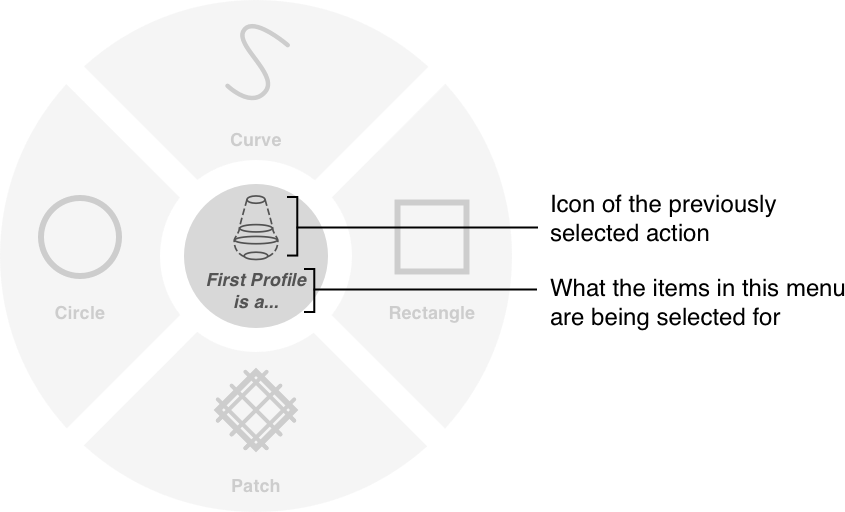 Curve
Icon of the previously
selected action
First Profile
is a...
What the items in this menu
are being selected for
Circle
Rectangle
Patch